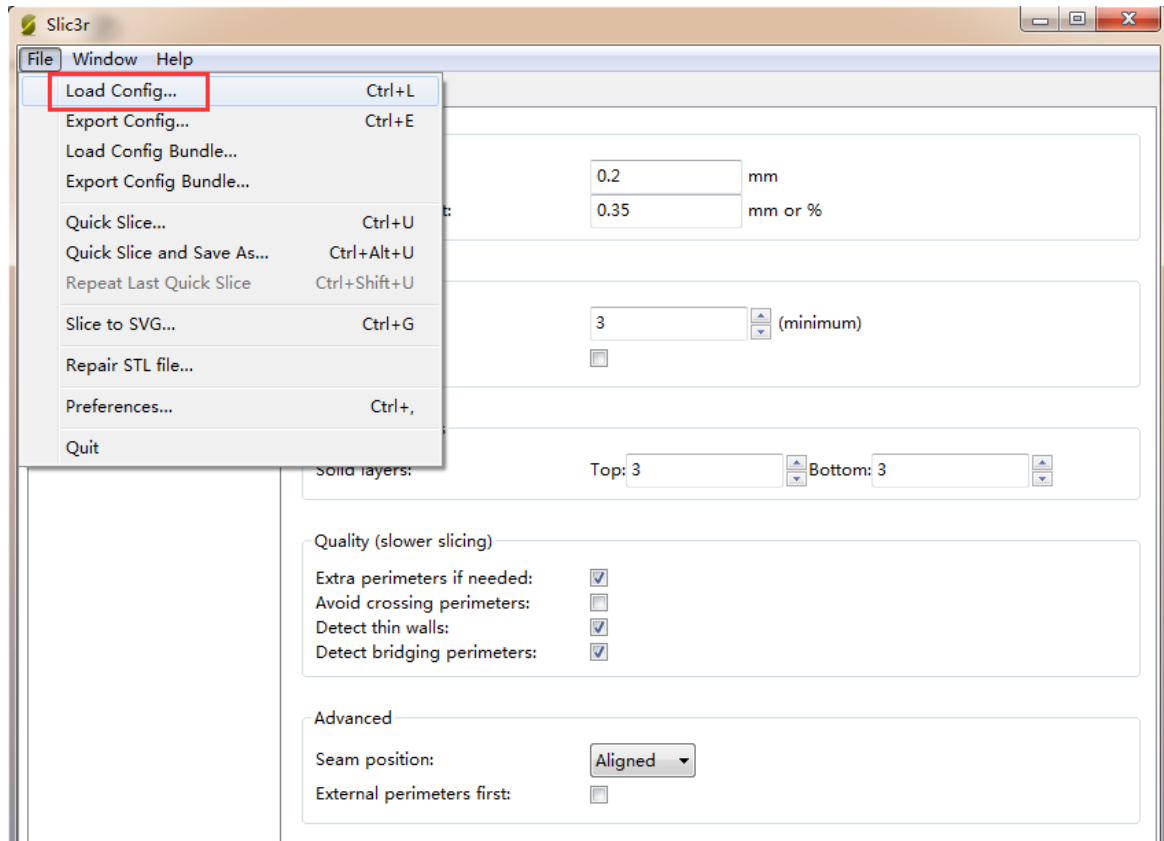 Slic3r
File Window Help
Load Config... Ctrl+L
Export Config... Ctrl+E
Load Config Bundle...
Export Config Bundle...
Quick Slice... Ctrl+U
Quick Slice and Save As... Ctrl+Alt+U
Repeat Last Quick Slice Ctrl+Shift+U
Slice to SVG... Ctrl+G
Repair STL file...
Preferences... Ctrl+,
Quit
0.2 mm
t: 0.35 mm or %
3 (minimum)
Solid layers: Top: 3 Bottom: 3
Quality (slower slicing)
Extra perimeters if needed:
Avoid crossing perimeters:
Detect thin walls:
Detect bridging perimeters:
Advanced
Seam position: Aligned
External perimeters first: